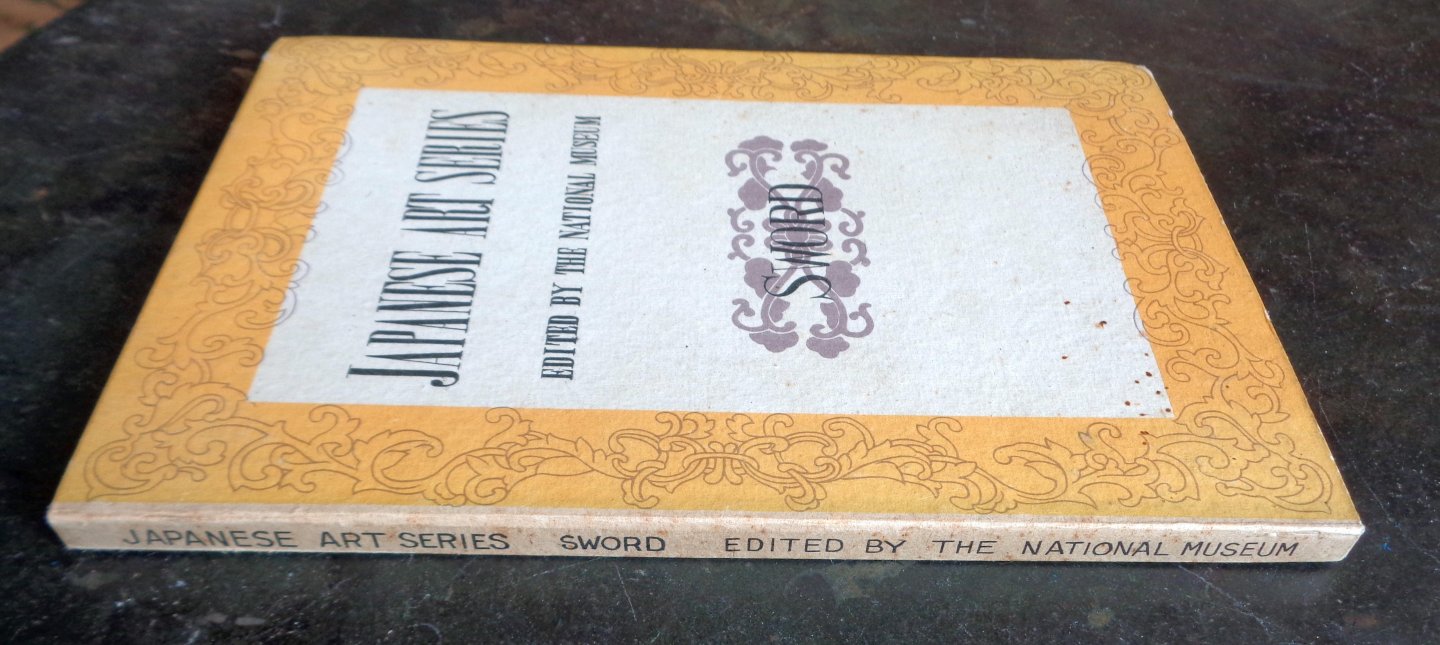 JAPANESE ART SERIES
EDITED BY THE NATIONAL MUSEUM
SWORD
JAPANESE ART SERIES SWORD EDITED BY THE NATIONAL MUSEUM